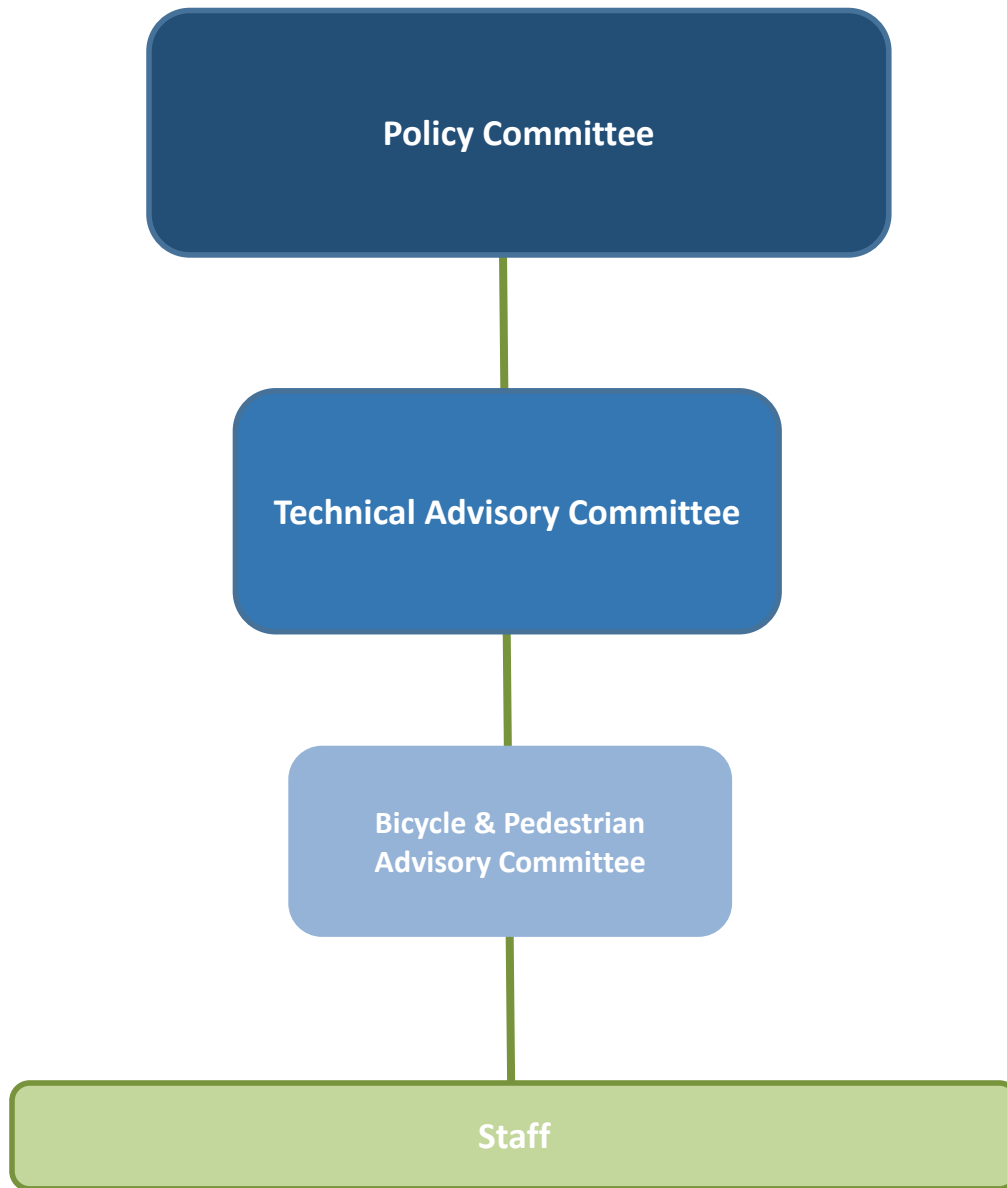 Policy Committee
Technical Advisory Committee
Bicycle & Pedestrian
Advisory Committee
Staff